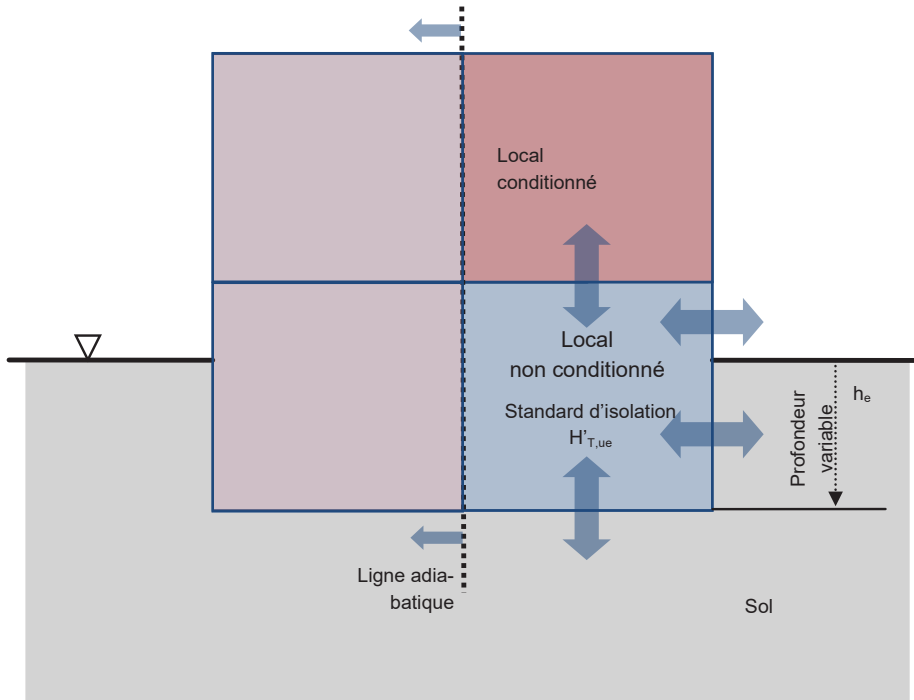 Local
conditionné
Local
non conditionné
Standard d’isolation
H’T,ue
he
Profondeur
variable
Ligne adia-
batique
Sol